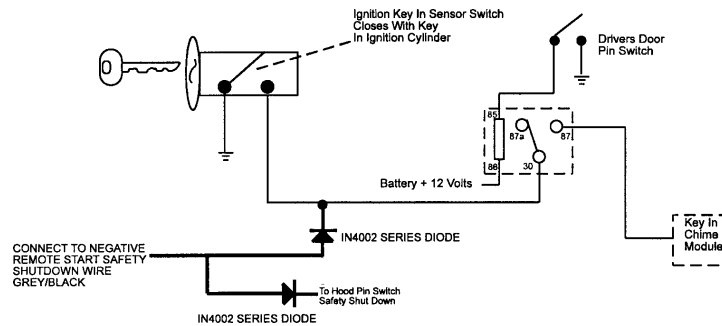 Ignition Key In Sensor Switch
Closes With Key
In Ignition Cylinder
Drivers Door
Pin Switch
85
87a
87
86
30
Battery + 12 Volts
Key In
Chime
Module
IN4002 SERIES DIODE
CONNECT TO NEGATIVE
REMOTE START SAFETY
SHUTDOWN WIRE
GREY/BLACK
To Hood Pin Switch
Safety Shut Down
IN4002 SERIES DIODE